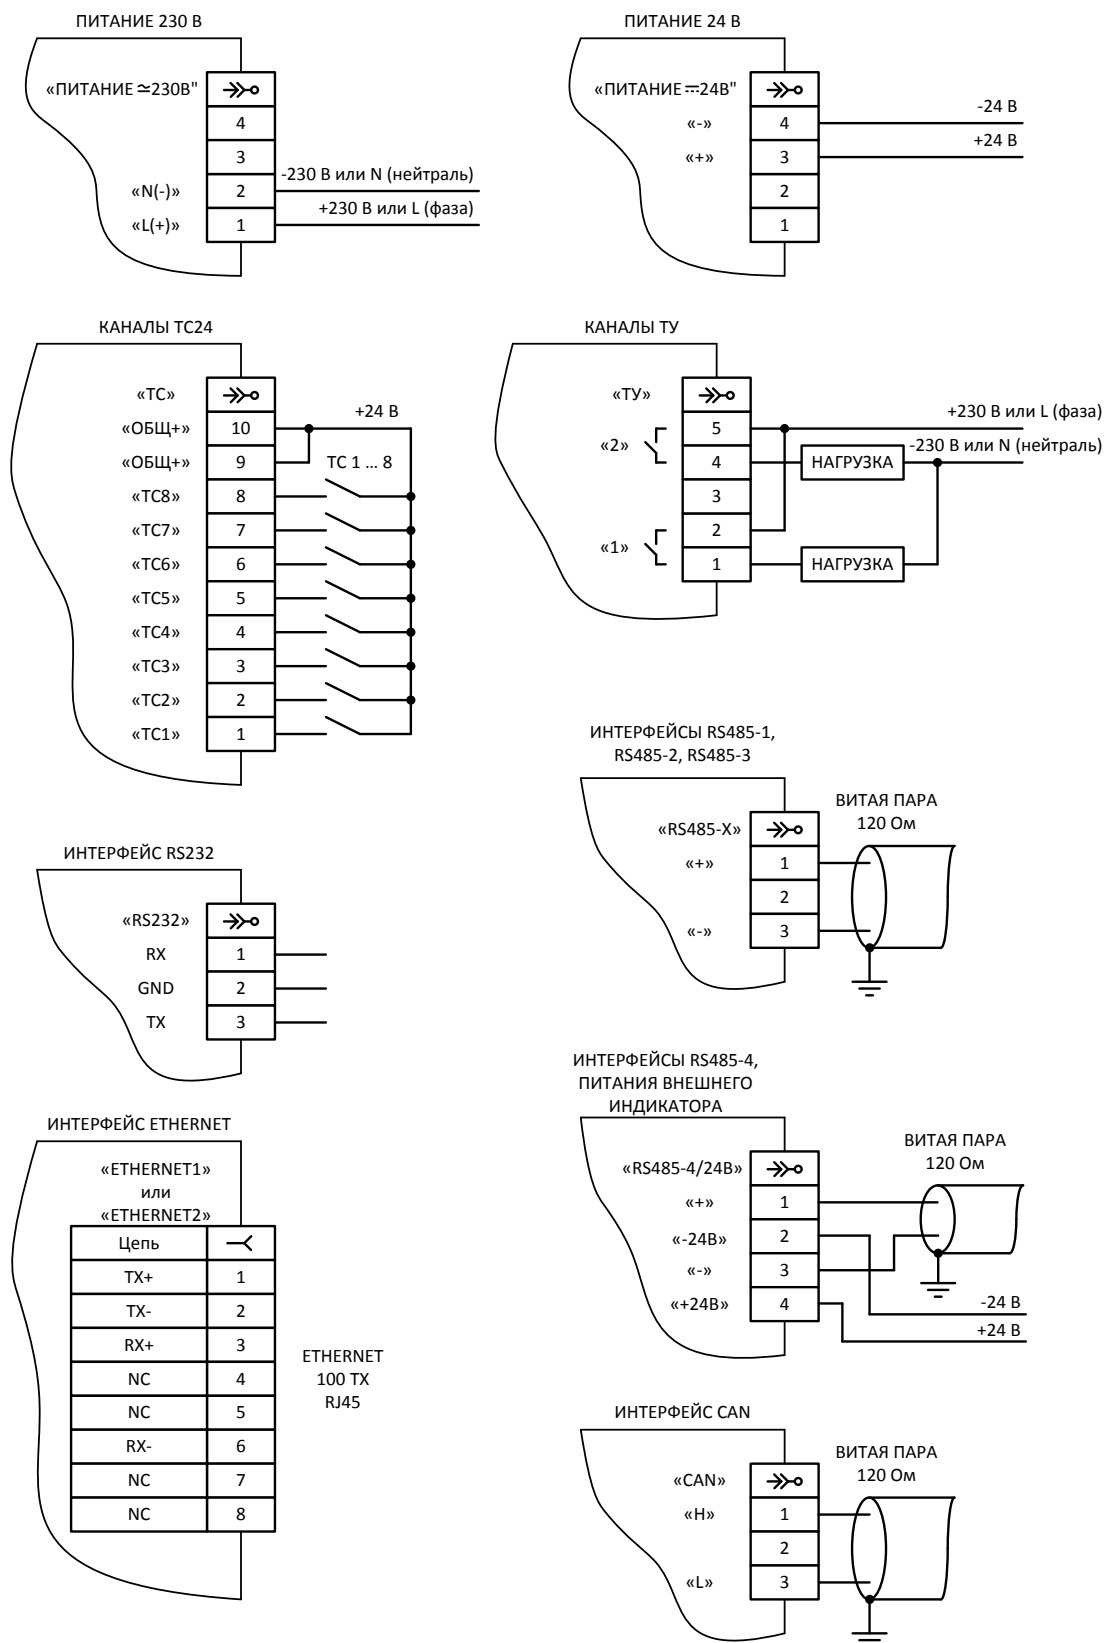 ПИТАНИЕ 230 В
«ПИТАНИЕ ≃230В"
4
3
-230 В или N (нейтраль)
«N(-)» 2
+230 В или L (фаза)
«L(+)» 1
ПИТАНИЕ 24 В
«ПИТАНИЕ ⎓24В"
-24 В
«-» 4
+24 В
«+» 3
2
1
КАНАЛЫ ТС24
«ТС»
+24 В
«ОБЩ+» 10
«ОБЩ+» 9 ТС 1 ... 8
«ТС8» 8
«ТС7» 7
«ТС6» 6
«ТС5» 5
«ТС4» 4
«ТС3» 3
«ТС2» 2
«ТС1» 1
КАНАЛЫ ТУ
«ТУ»
+230 В или L (фаза)
5
«2»
-230 В или N (нейтраль)
4 НАГРУЗКА
3
2
«1»
1 НАГРУЗКА
ИНТЕРФЕЙС RS232
«RS232»
RX 1
GND 2
TX 3
ИНТЕРФЕЙСЫ RS485-1,
RS485-2, RS485-3
ВИТАЯ ПАРА
120 Ом
«RS485-X»
«+» 1
2
«-» 3
ИНТЕРФЕЙС ETHERNET
«ETHERNET1»
или
«ETHERNET2»
Цепь
TX+ 1
TX- 2
RX+ 3
NC 4
NC 5
RX- 6
NC 7
NC 8
ETHERNET
100 TX
RJ45
ИНТЕРФЕЙСЫ RS485-4,
ПИТАНИЯ ВНЕШНЕГО
ИНДИКАТОРА
ВИТАЯ ПАРА
120 Ом
«RS485-4/24В»
«+» 1
«-24В» 2
«-» 3
«+24В» 4
-24 В
+24 В
ИНТЕРФЕЙС CAN
ВИТАЯ ПАРА
120 Ом
«CAN»
«H» 1
2
«L» 3